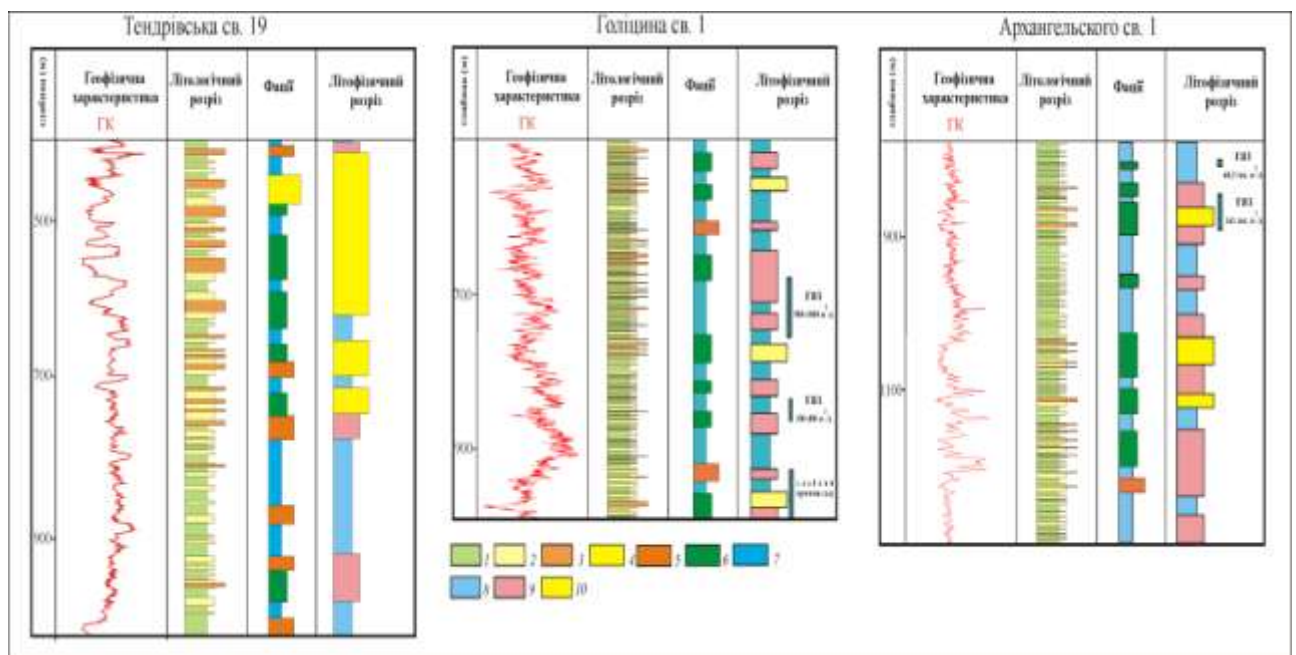 Тендрівська св. 19
Голіцина св. 1
Архангельского св. 1
Геофізична
характеристика
ГК
Літологічний
розріз
Фації
Літофізичний
розріз
Геофізична
характеристика
ГК
Літологічний
розріз
Фації
Літофізичний
розріз
Геофізична
характеристика
ГК
Літологічний
розріз
Фації
Літофізичний
розріз
500
700
900
700
900
900
1100
1
2
3
4
5
6
7
8
9
10